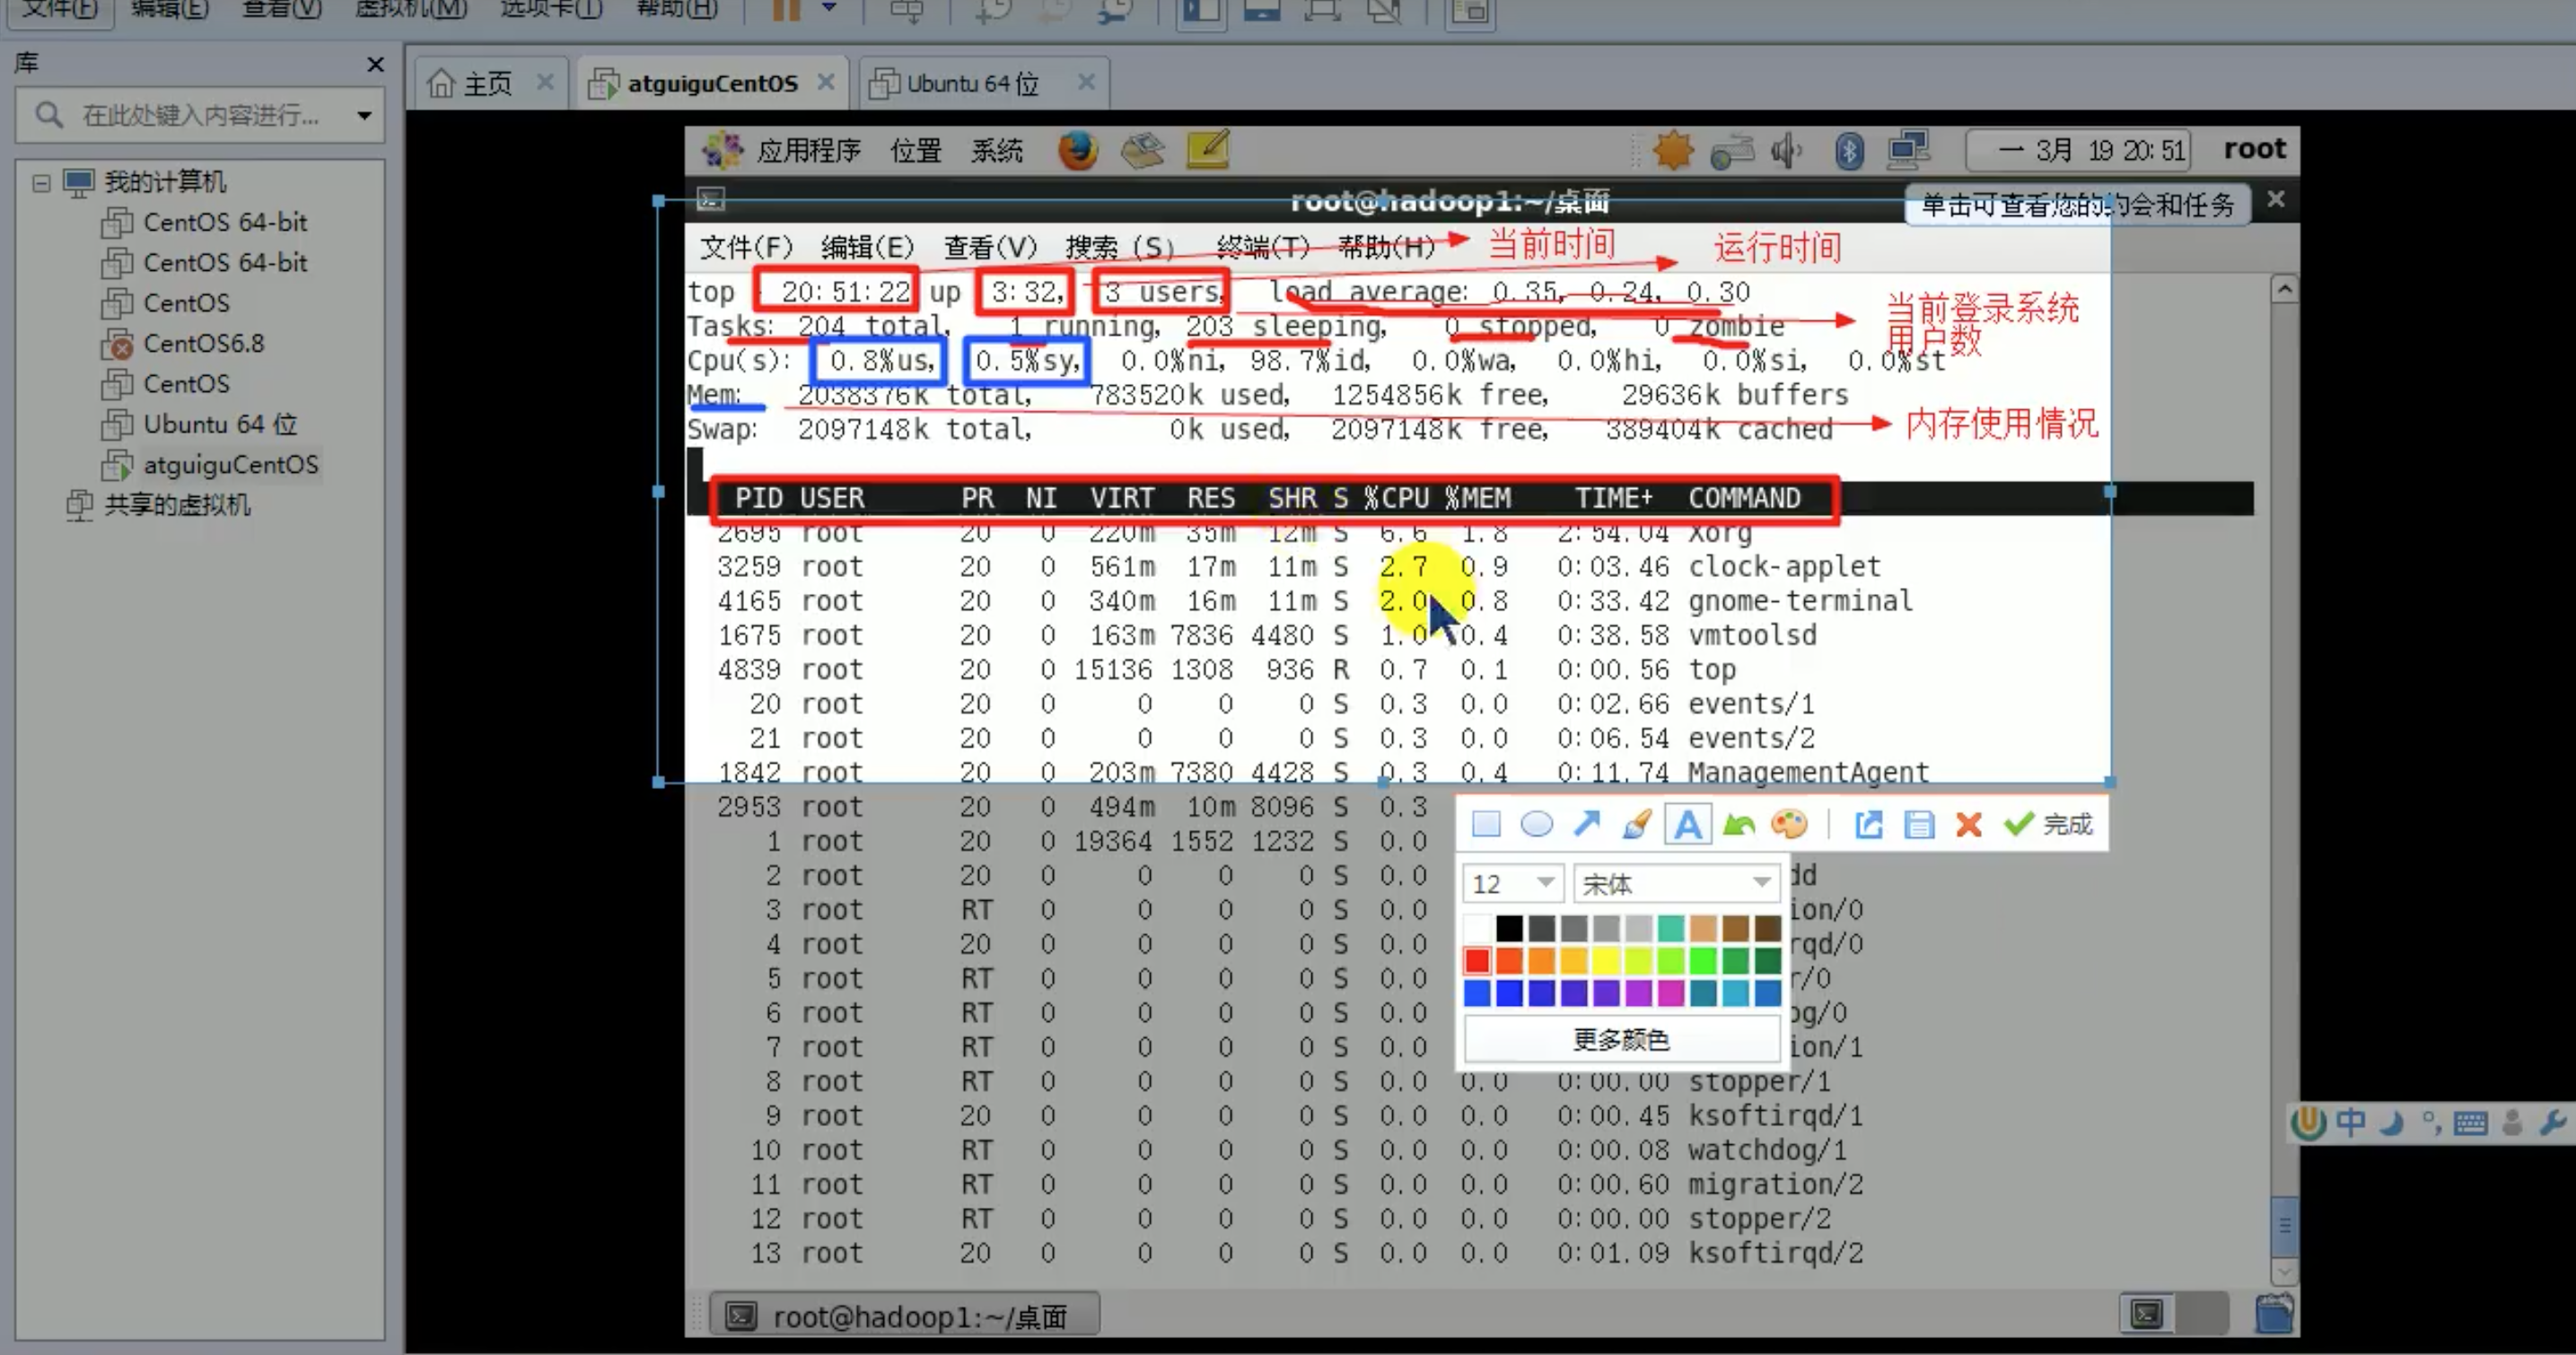 文件(F) 编辑(E) 查看(V) 虚拟机(M) 选项卡(T) 帮助(H)
库
在此处键入内容进行...
我的计算机
CentOS 64-bit
CentOS 64-bit
CentOS
CentOS6.8
CentOS
Ubuntu 64 位
atguiguCentOS
共享的虚拟机
主页 atguiguCentOS Ubuntu 64 位
应用程序 位置 系统 一 3月 19 20:51 root
root@hadoop1:~/桌面
单击可查看您的约会和任务
文件(F) 编辑(E) 查看(V) 搜索 (S) 终端(T) 帮助(H)
当前时间
运行时间
top - 20:51:22 up 3:32, 3 users, load average: 0.35, 0.24, 0.30
当前登录系统
用户数
Tasks: 204 total, 1 running, 203 sleeping, 0 stopped, 0 zombie
Cpu(s): 0.8%us, 0.5%sy, 0.0%ni, 98.7%id, 0.0%wa, 0.0%hi, 0.0%si, 0.0%st
Mem: 2038376k total, 783520k used, 1254856k free, 29636k buffers
内存使用情况
Swap: 2097148k total, 0k used, 2097148k free, 389404k cached
PID USER PR NI VIRT RES SHR S %CPU %MEM TIME+ COMMAND
2695 root 20 0 220m 35m 12m S 6.6 1.8 2:54.04 Xorg
3259 root 20 0 561m 17m 11m S 2.7 0.9 0:03.46 clock-applet
4165 root 20 0 340m 16m 11m S 2.0 0.8 0:33.42 gnome-terminal
1675 root 20 0 163m 7836 4480 S 1.0 0.4 0:38.58 vmtoolsd
4839 root 20 0 15136 1308 936 R 0.7 0.1 0:00.56 top
20 root 20 0 0 0 0 S 0.3 0.0 0:02.66 events/1
21 root 20 0 0 0 0 S 0.3 0.0 0:06.54 events/2
1842 root 20 0 203m 7380 4428 S 0.3 0.4 0:11.74 ManagementAgent
2953 root 20 0 494m 10m 8096 S 0.3
1 root 20 0 19364 1552 1232 S 0.0
2 root 20 0 0 0 0 S 0.0 dd
3 root RT 0 0 0 0 S 0.0 ion/0
4 root 20 0 0 0 0 S 0.0 rqd/0
5 root RT 0 0 0 0 S 0.0 r/0
6 root RT 0 0 0 0 S 0.0 og/0
7 root RT 0 0 0 0 S 0.0 ion/1
8 root RT 0 0 0 0 S 0.0 0.0 0:00.00 stopper/1
9 root 20 0 0 0 0 S 0.0 0.0 0:00.45 ksoftirqd/1
10 root RT 0 0 0 0 S 0.0 0.0 0:00.08 watchdog/1
11 root RT 0 0 0 0 S 0.0 0.0 0:00.60 migration/2
12 root RT 0 0 0 0 S 0.0 0.0 0:00.00 stopper/2
13 root 20 0 0 0 0 S 0.0 0.0 0:01.09 ksoftirqd/2
A 完成
12 宋体
更多颜色
中
root@hadoop1:~/桌面